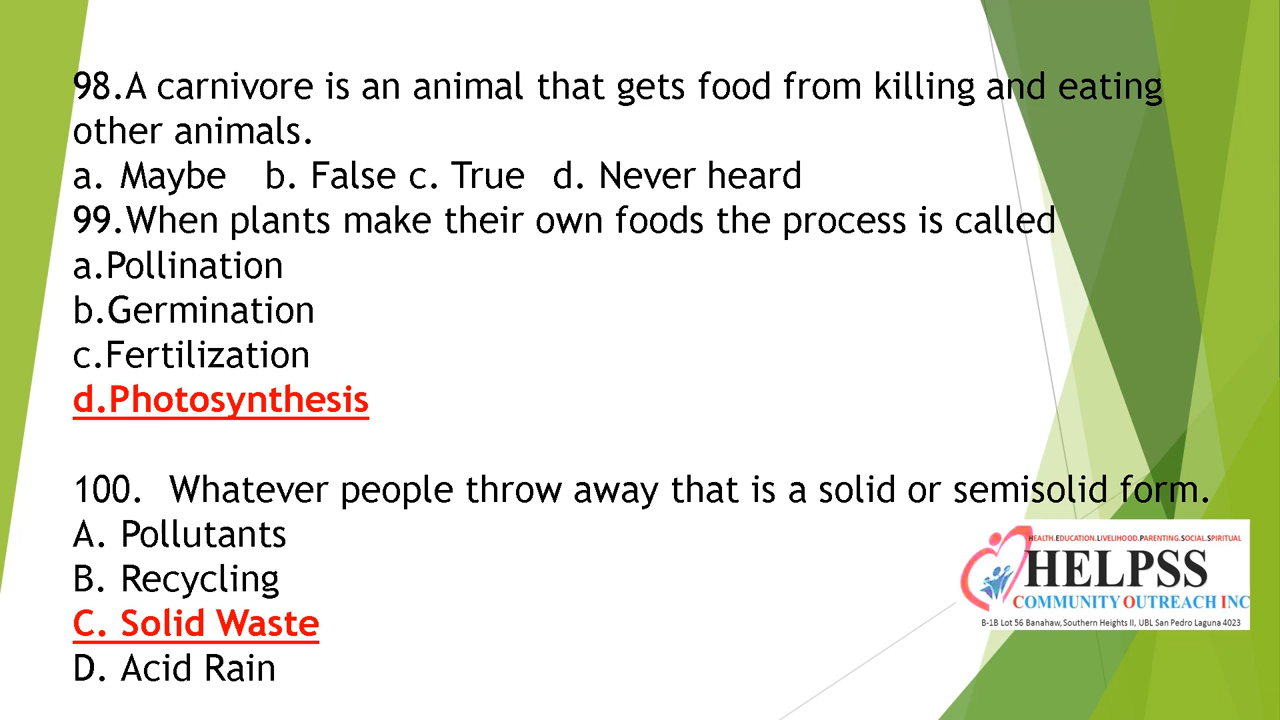 98.A carnivore is an animal that gets food from killing and eating
other animals.
a. Maybe b. False c. True d. Never heard
99.When plants make their own foods the process is called
a.Pollination
b.Germination
c.Fertilization
d.Photosynthesis
100. Whatever people throw away that is a solid or semisolid form.
A. Pollutants
B. Recycling
C. Solid Waste
D. Acid Rain
HEALTH.EDUCATION.LIVELIHOOD.PARENTING.SOCIAL.SPIRITUAL
HELPSS
COMMUNITY OUTREACH INC
B-1B Lot 56 Banahaw, Southern Heights II, UBL San Pedro Laguna 4023